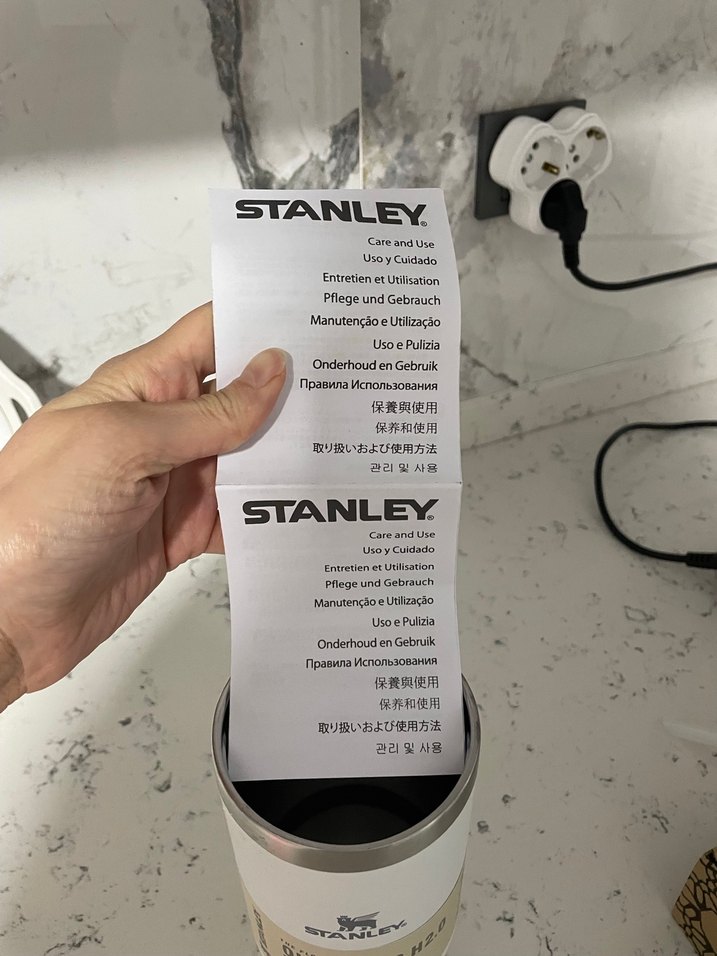 STANLEY®
Care and Use
Uso y Cuidado
Entretien et Utilisation
Pflege und Gebrauch
Manutenção e Utilização
Uso e Pulizia
Onderhoud en Gebruik
Правила Использования
保養與使用
保养和使用
取り扱いおよび使用方法
관리 및 사용
STANLEY®
Care and Use
Uso y Cuidado
Entretien et Utilisation
Pflege und Gebrauch
Manutenção e Utilização
Uso e Pulizia
Onderhoud en Gebruik
Правила Использования
保養與使用
保养和使用
取り扱いおよび使用方法
관리 및 사용
STANLEY®
THE
H2.0